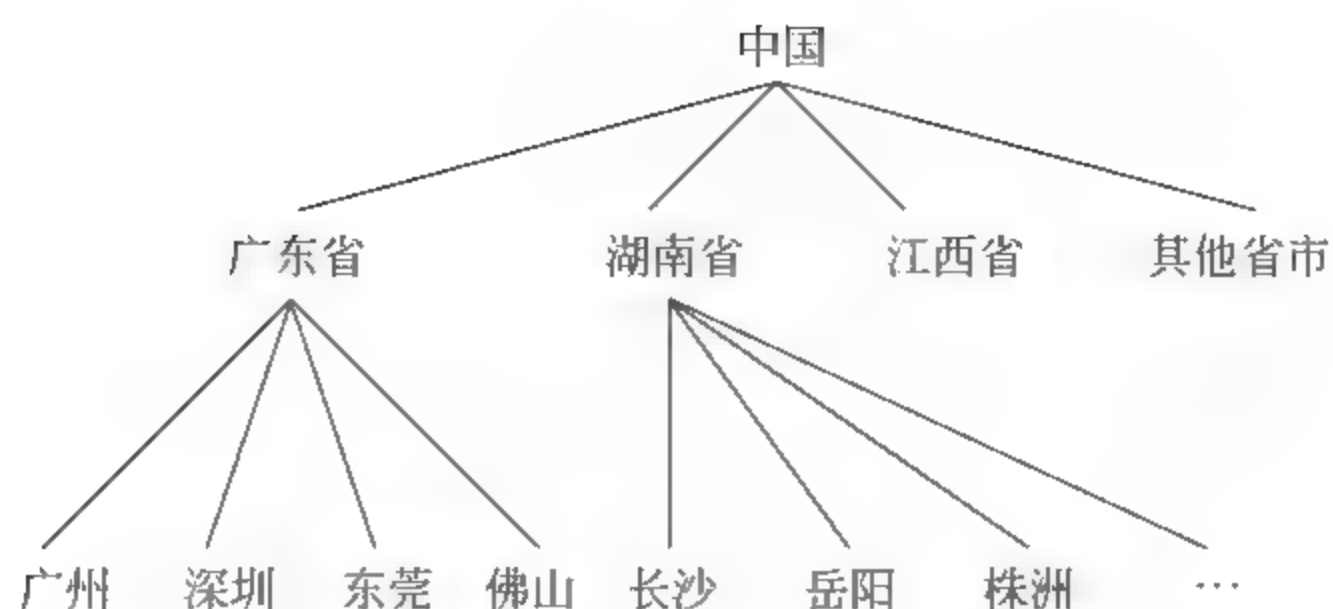 中国
广东省 湖南省 江西省 其他省市
广州 深圳 东莞 佛山 长沙 岳阳 株洲 …